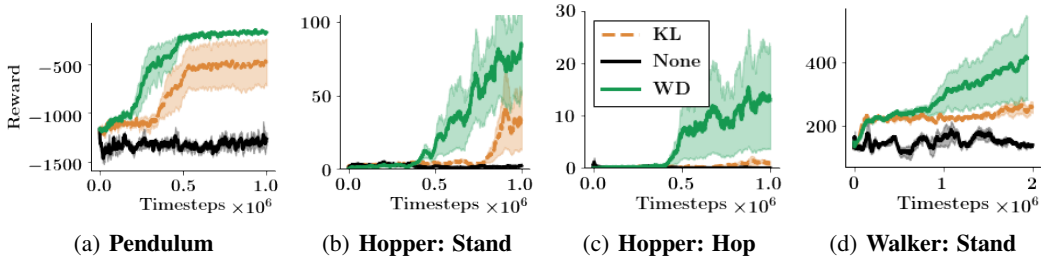 Reward
−500
−1000
−1500
0.0 0.5 1.0
Timesteps ×10⁶
(a) Pendulum
100
50
0
0.0 0.5 1.0
Timesteps ×10⁶
(b) Hopper: Stand
30
20
10
0
KL
None
WD
0.0 0.5 1.0
Timesteps ×10⁶
(c) Hopper: Hop
400
200
0 1 2
Timesteps ×10⁶
(d) Walker: Stand